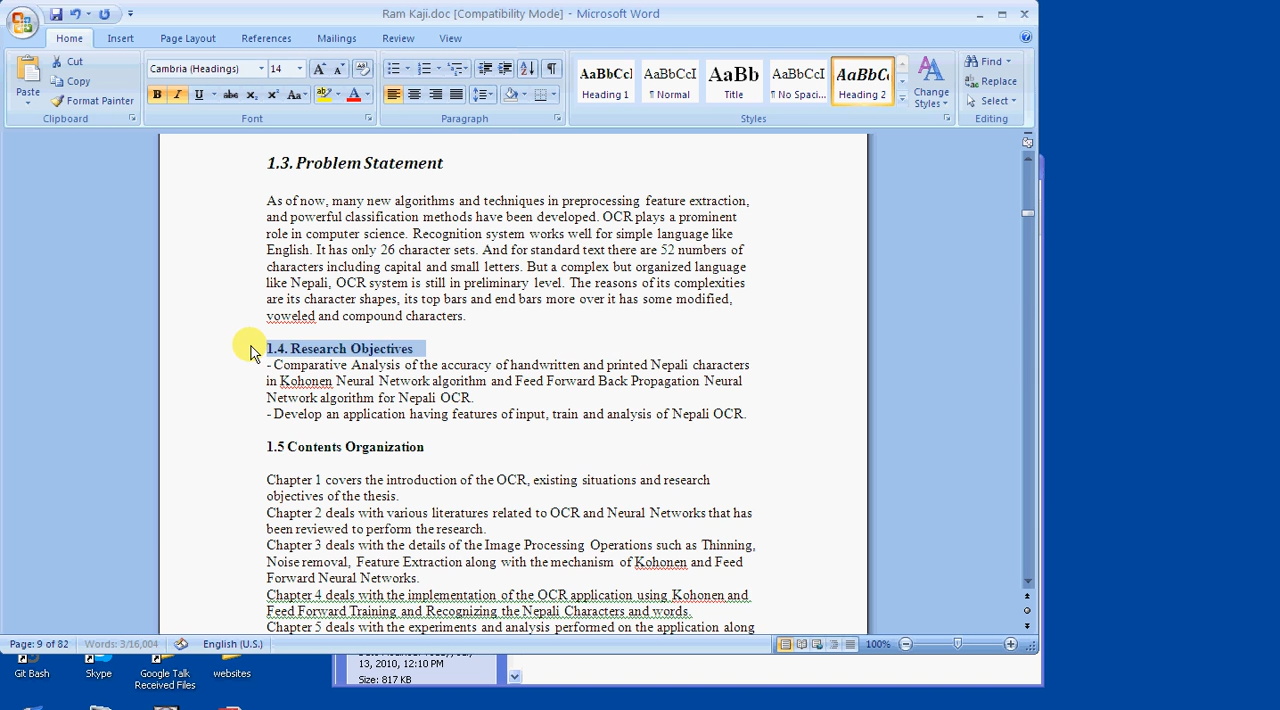 Ram Kaji.doc [Compatibility Mode] - Microsoft Word
Home Insert Page Layout References Mailings Review View
Paste
Cut
Copy
Format Painter
Clipboard
Cambria (Headings) 14
B I U abc x₂ x² Aa
Font
Paragraph
AaBbCcI AaBbCcI AaBb AaBbCcI AaBbCc
Heading 1 ¶ Normal Title ¶ No Spaci... Heading 2
Change Styles
Styles
Find
Replace
Select
Editing
1.3. Problem Statement
As of now, many new algorithms and techniques in preprocessing feature extraction,
and powerful classification methods have been developed. OCR plays a prominent
role in computer science. Recognition system works well for simple language like
English. It has only 26 character sets. And for standard text there are 52 numbers of
characters including capital and small letters. But a complex but organized language
like Nepali, OCR system is still in preliminary level. The reasons of its complexities
are its character shapes, its top bars and end bars more over it has some modified,
voweled and compound characters.
1.4. Research Objectives
- Comparative Analysis of the accuracy of handwritten and printed Nepali characters
in Kohonen Neural Network algorithm and Feed Forward Back Propagation Neural
Network algorithm for Nepali OCR.
- Develop an application having features of input, train and analysis of Nepali OCR.
1.5 Contents Organization
Chapter 1 covers the introduction of the OCR, existing situations and research
objectives of the thesis.
Chapter 2 deals with various literatures related to OCR and Neural Networks that has
been reviewed to perform the research.
Chapter 3 deals with the details of the Image Processing Operations such as Thinning,
Noise removal, Feature Extraction along with the mechanism of Kohonen and Feed
Forward Neural Networks.
Chapter 4 deals with the implementation of the OCR application using Kohonen and
Feed Forward Training and Recognizing the Nepali Characters and words.
Chapter 5 deals with the experiments and analysis performed on the application along
Page: 9 of 82 Words: 3/16,004 English (U.S.) 100%
13, 2010, 12:10 PM
Size: 817 KB
Git Bash
Skype
Google Talk
Received Files
websites